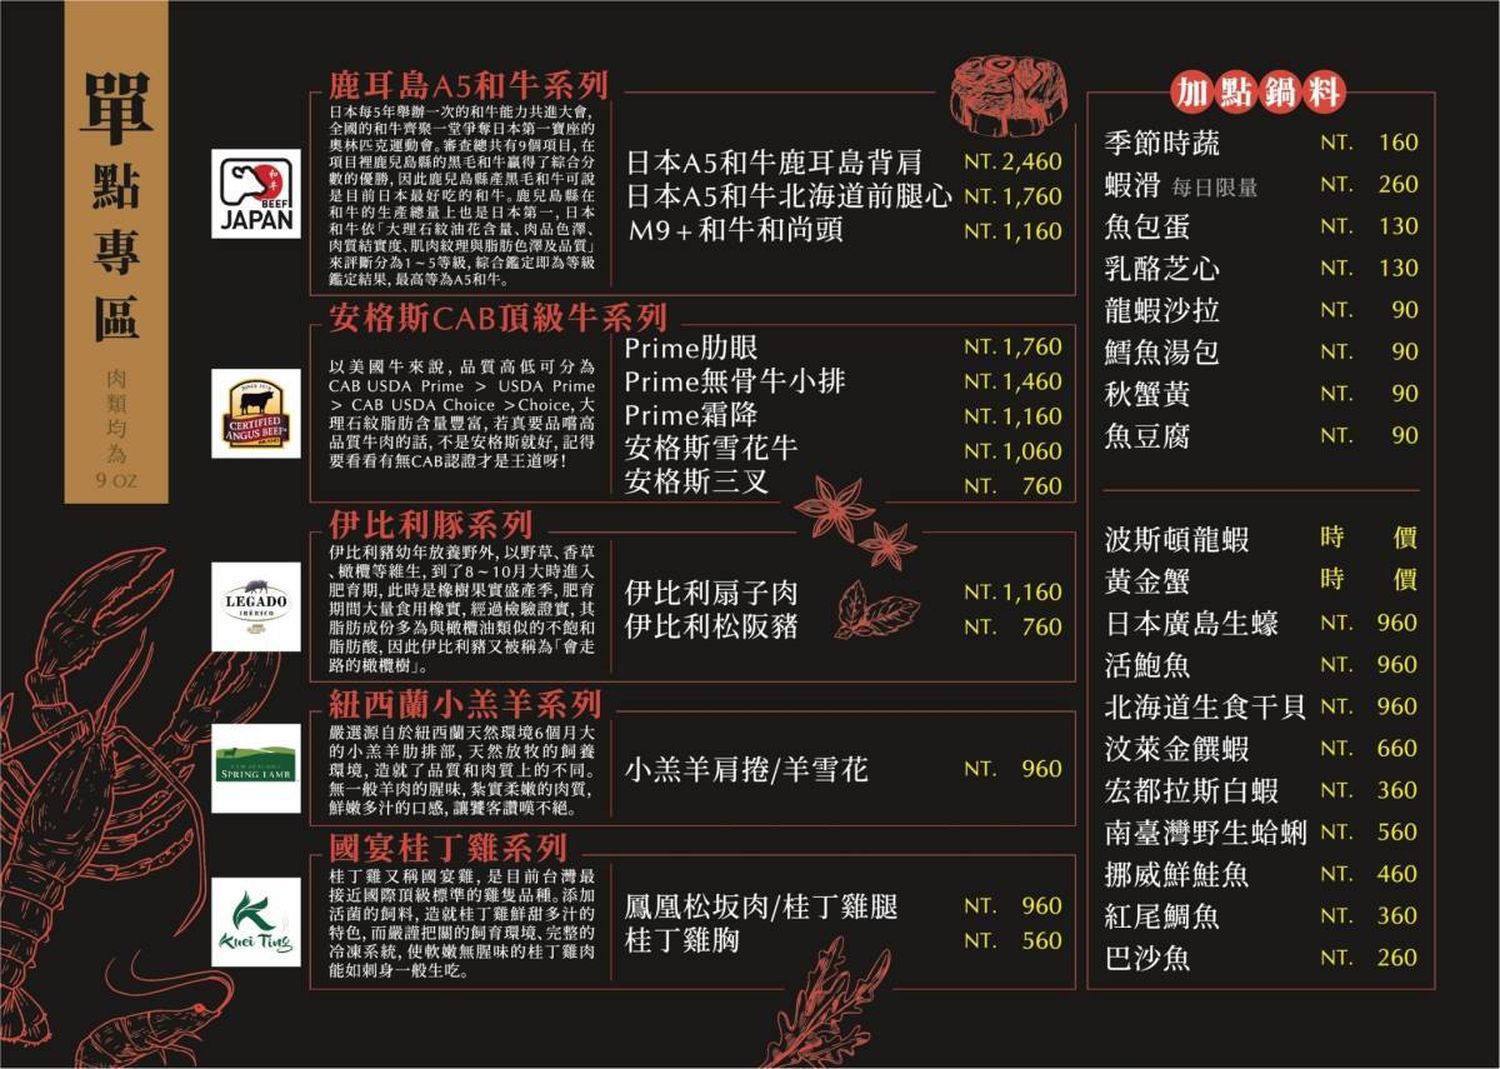 單點專區
肉類均為
9 OZ
鹿耳島A5和牛系列
日本每5年舉辦一次的和牛能力共進大會,
全國的和牛齊聚一堂爭奪日本第一寶座的
奧林匹克運動會。審查總共有9個項目, 在
項目裡鹿兒島縣的黑毛和牛贏得了綜合分
數的優勝, 因此鹿兒島縣產黑毛和牛可說
是目前日本最好吃的和牛。鹿兒島縣在
和牛的生產總量上也是日本第一, 日本
和牛依「大理石紋油花含量、肉品色澤、
肉質結實度、肌肉紋理與脂肪色澤及品質」
來評斷分為1～5等級, 綜合鑑定即為等級
鑑定結果, 最高等為A5和牛。
和牛
BEEF
JAPAN
日本A5和牛鹿耳島背肩 NT. 2,460
日本A5和牛北海道前腿心 NT. 1,760
M9+和牛和尚頭 NT. 1,160
安格斯CAB頂級牛系列
以美國牛來說, 品質高低可分為
CAB USDA Prime > USDA Prime
> CAB USDA Choice >Choice, 大
理石紋脂肪含量豐富, 若真要品嚐高
品質牛肉的話, 不是安格斯就好, 記得
要看看有無CAB認證才是王道呀!
SINCE 1978
CERTIFIED
ANGUS BEEF
BRAND
Prime肋眼 NT. 1,760
Prime無骨牛小排 NT. 1,460
Prime霜降 NT. 1,160
安格斯雪花牛 NT. 1,060
安格斯三叉 NT. 760
伊比利豚系列
伊比利豬幼年放養野外, 以野草、香草
、橄欖等維生, 到了8～10月大時進入
肥育期, 此時是橡樹果實盛產季, 肥育
期間大量食用橡實, 經過檢驗證實, 其
脂肪成份多為與橄欖油類似的不飽和
脂肪酸, 因此伊比利豬又被稱為「會走
路的橄欖樹」。
LEGADO
IBÉRICO
伊比利扇子肉 NT. 1,160
伊比利松阪豬 NT. 760
紐西蘭小羔羊系列
嚴選源自於紐西蘭天然環境6個月大
的小羔羊肋排部, 天然放牧的飼養
環境, 造就了品質和肉質上的不同。
無一般羊肉的腥味, 紮實柔嫩的肉質,
鮮嫩多汁的口感, 讓饕客讚嘆不絕。
NEW ZEALAND
SPRING LAMB
小羔羊肩捲/羊雪花 NT. 960
國宴桂丁雞系列
桂丁雞又稱國宴雞, 是目前台灣最
接近國際頂級標準的雞隻品種。添加
活菌的飼料, 造就桂丁雞鮮甜多汁的
特色, 而嚴謹把關的飼育環境、完整的
冷凍系統, 使軟嫩無腥味的桂丁雞肉
能如刺身一般生吃。
Kuei Ting
鳳凰松坂肉/桂丁雞腿 NT. 960
桂丁雞胸 NT. 560
加點鍋料
季節時蔬 NT. 160
蝦滑 每日限量 NT. 260
魚包蛋 NT. 130
乳酪芝心 NT. 130
龍蝦沙拉 NT. 90
鱈魚湯包 NT. 90
秋蟹黃 NT. 90
魚豆腐 NT. 90
波斯頓龍蝦 時 價
黃金蟹 時 價
日本廣島生蠔 NT. 960
活鮑魚 NT. 960
北海道生食干貝 NT. 960
汶萊金饌蝦 NT. 660
宏都拉斯白蝦 NT. 360
南臺灣野生蛤蜊 NT. 560
挪威鮮鮭魚 NT. 460
紅尾鯛魚 NT. 360
巴沙魚 NT. 260